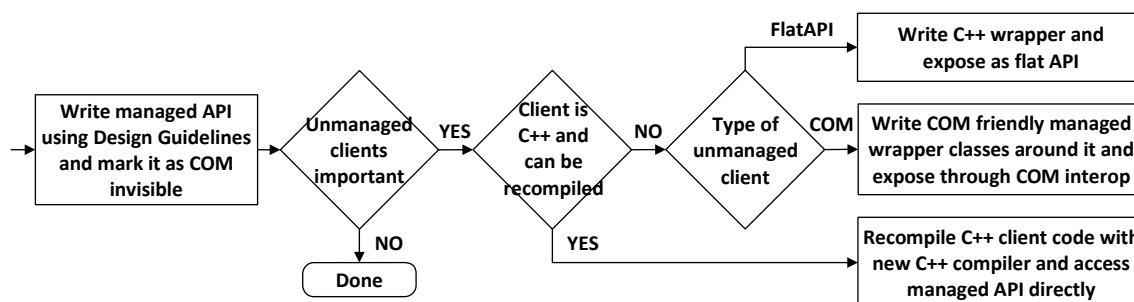 Write managed API
using Design Guidelines
and mark it as COM
invisible
Unmanaged
clients
important
YES
NO
Done
Client is
C++ and
can be
recompiled
NO
YES
Type of
unmanaged
client
FlatAPI
COM
Write C++ wrapper and
expose as flat API
Write COM friendly managed
wrapper classes around it and
expose through COM interop
Recompile C++ client code with
new C++ compiler and access
managed API directly